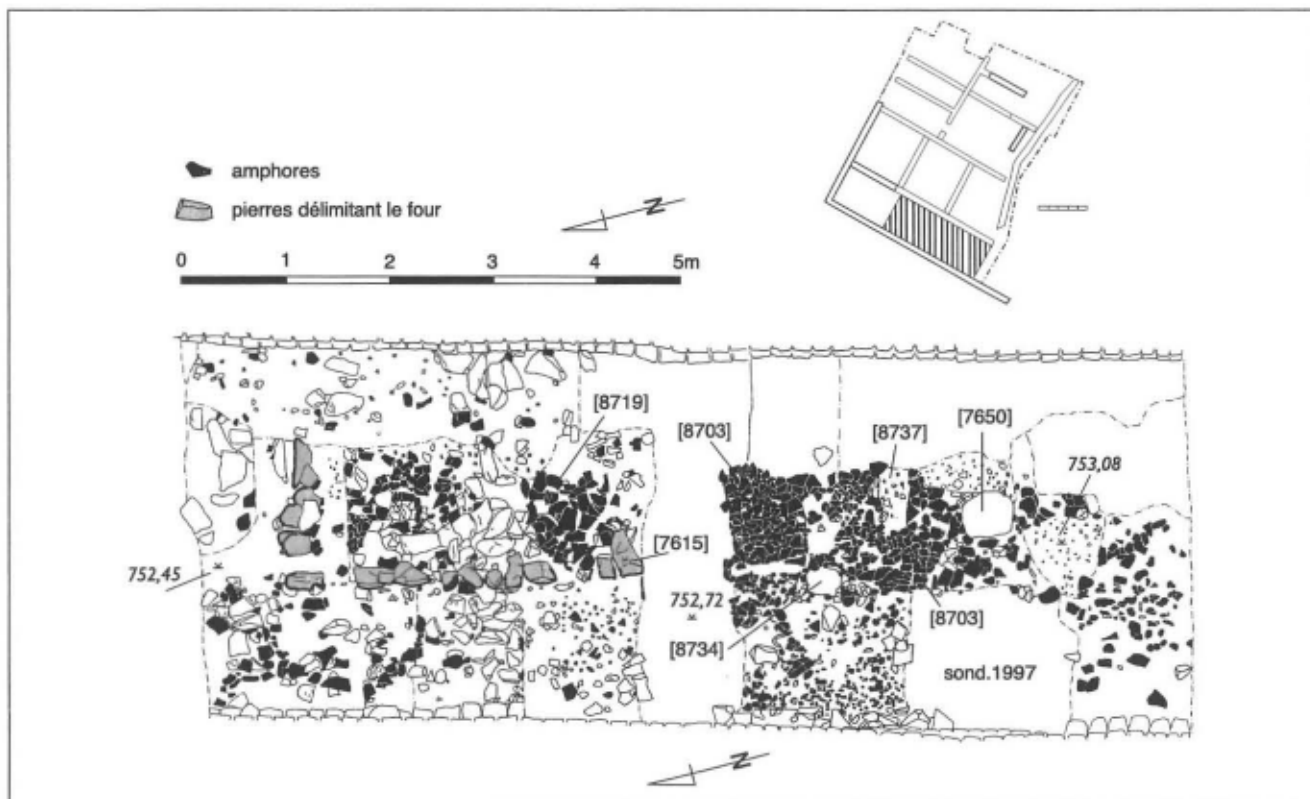 amphores
pierres délimitant le four
N
0 1 2 3 4 5m
[8719]
[8703]
[8737]
[7650]
753,08
[7615]
752,45
752,72
[8703]
[8734]
sond.1997
N